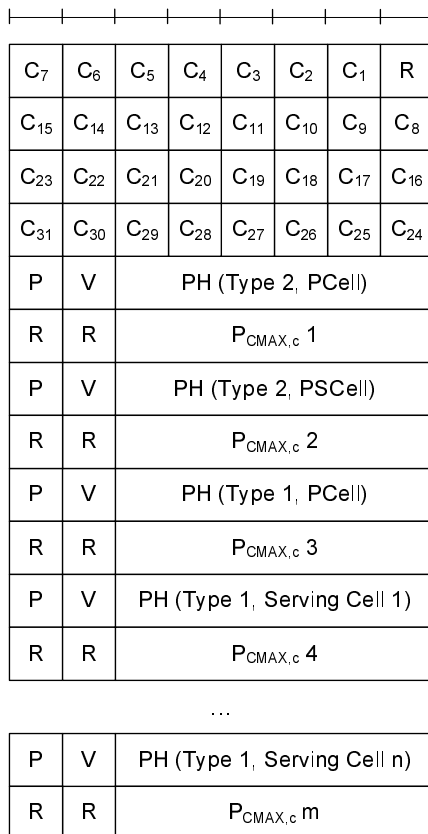 C7 C6 C5 C4 C3 C2 C1 R
C15 C14 C13 C12 C11 C10 C9 C8
C23 C22 C21 C20 C19 C18 C17 C16
C31 C30 C29 C28 C27 C26 C25 C24
P V PH (Type 2, PCell)
R R PCMAX,c 1
P V PH (Type 2, PSCell)
R R PCMAX,c 2
P V PH (Type 1, PCell)
R R PCMAX,c 3
P V PH (Type 1, Serving Cell 1)
R R PCMAX,c 4
...
P V PH (Type 1, Serving Cell n)
R R PCMAX,c m